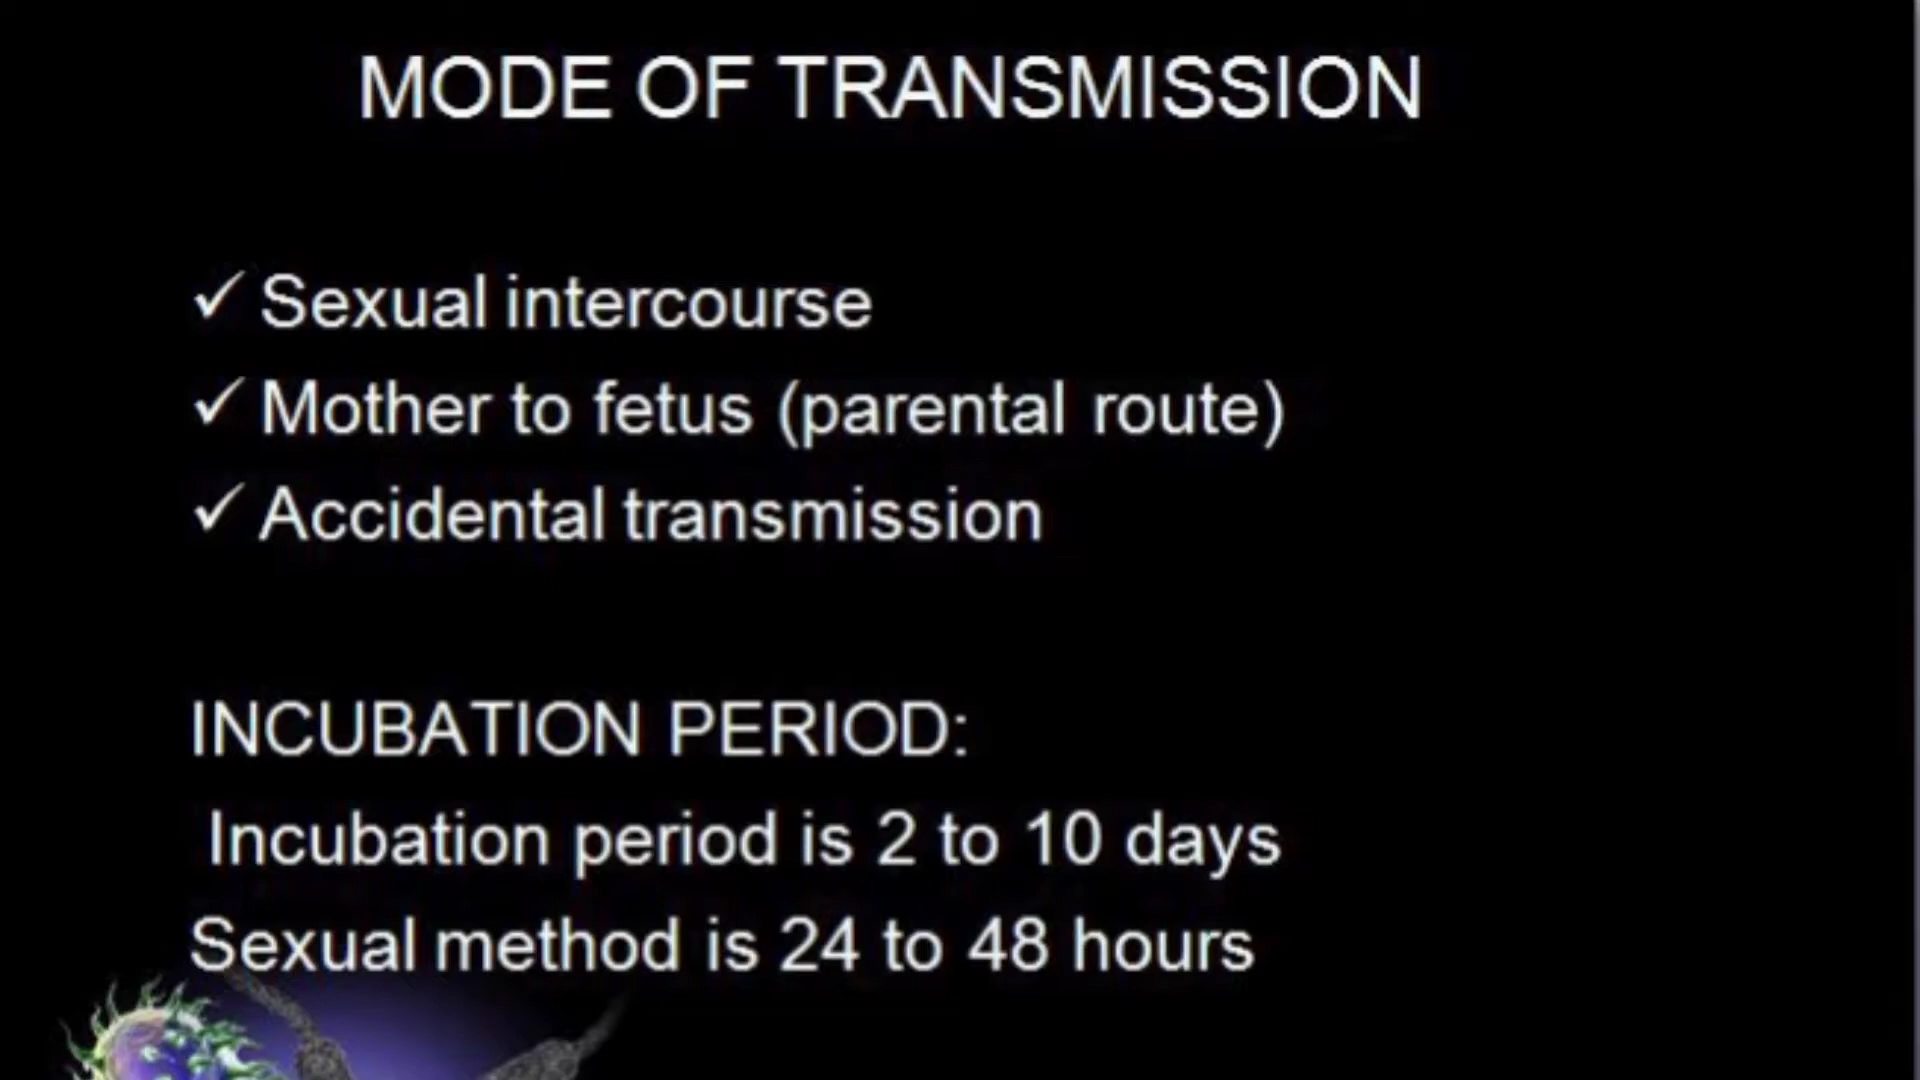 MODE OF TRANSMISSION
✓ Sexual intercourse
✓ Mother to fetus (parental route)
✓ Accidental transmission
INCUBATION PERIOD:
Incubation period is 2 to 10 days
Sexual method is 24 to 48 hours